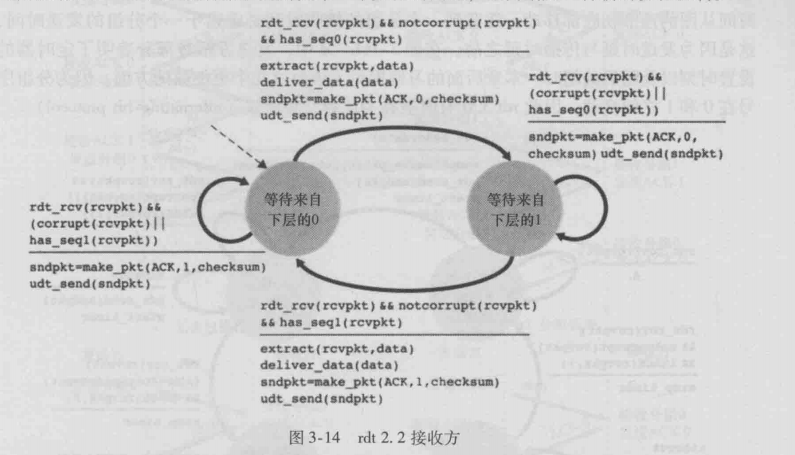 rdt_rcv(rcvpkt) && notcorrupt(rcvpkt)
&& has_seq0(rcvpkt)
extract(rcvpkt,data)
deliver_data(data)
sndpkt=make_pkt(ACK,0,checksum)
udt_send(sndpkt)
rdt_rcv(rcvpkt) &&
(corrupt(rcvpkt)||
has_seq0(rcvpkt))
sndpkt=make_pkt(ACK,0,
checksum) udt_send(sndpkt)
等待来自
下层的0
等待来自
下层的1
rdt_rcv(rcvpkt) &&
(corrupt(rcvpkt)||
has_seq1(rcvpkt))
sndpkt=make_pkt(ACK,1,checksum)
udt_send(sndpkt)
rdt_rcv(rcvpkt) && notcorrupt(rcvpkt)
&& has_seq1(rcvpkt)
extract(rcvpkt,data)
deliver_data(data)
sndpkt=make_pkt(ACK,1,checksum)
udt_send(sndpkt)
图 3-14 rdt 2. 2 接收方